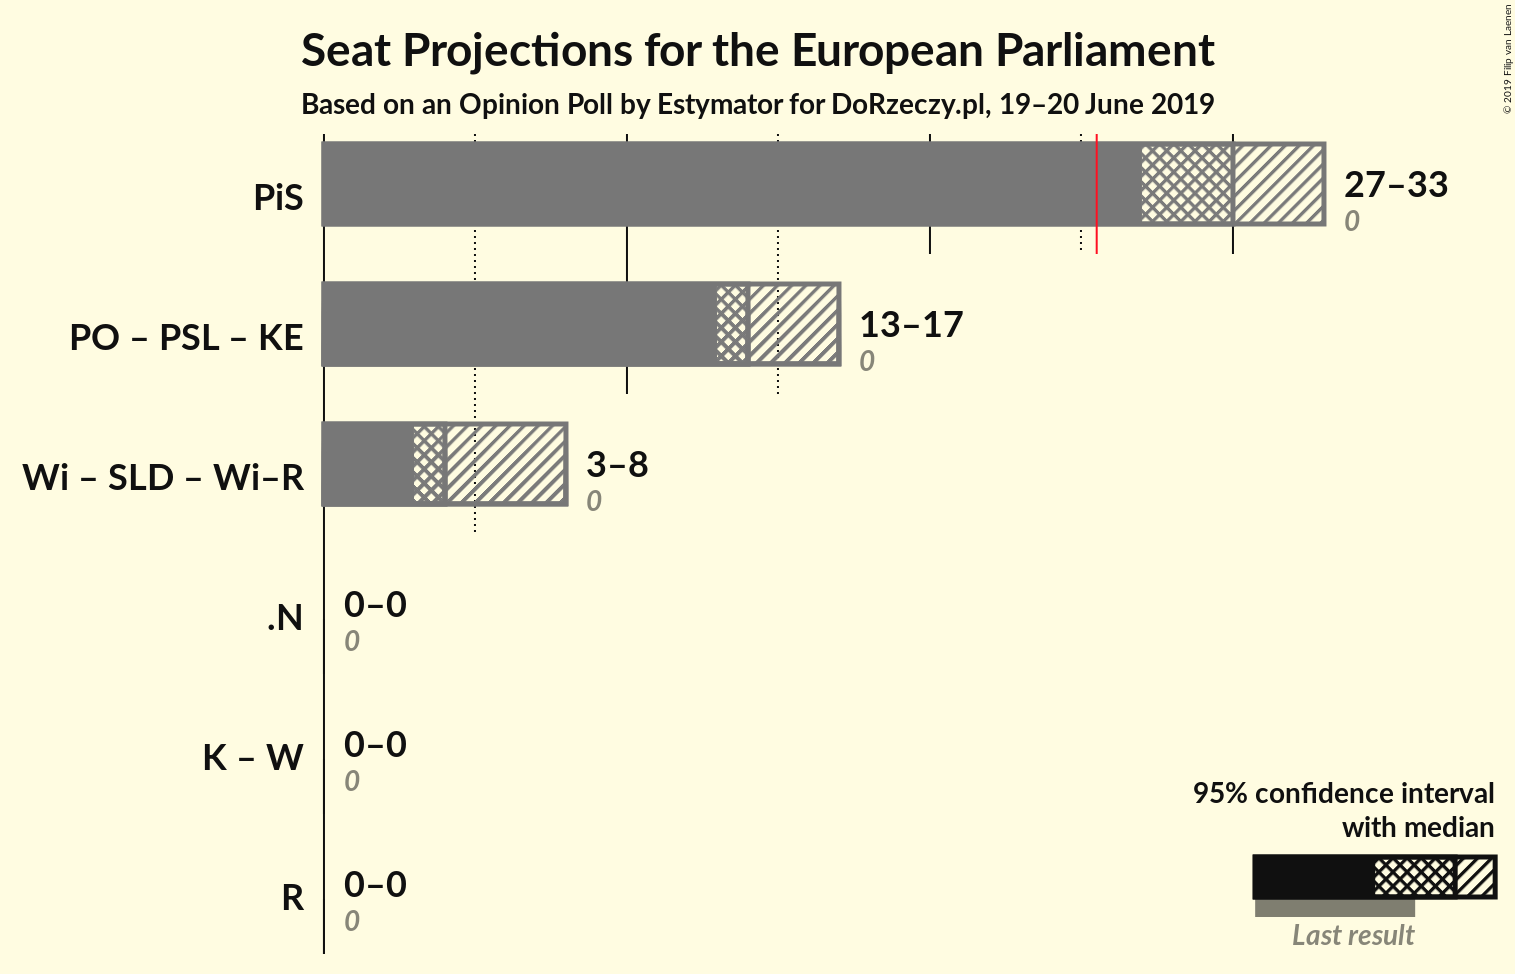 Seat Projections for the European Parliament
Based on an Opinion Poll by Estymator for DoRzeczy.pl, 19–20 June 2019
© 2019 Filip van Laenen
PiS
27–33
0
PO – PSL – KE
13–17
0
Wi – SLD – Wi–R
3–8
0
.N
0–0
0
K – W
0–0
0
R
0–0
0
95% confidence interval
with median
Last result